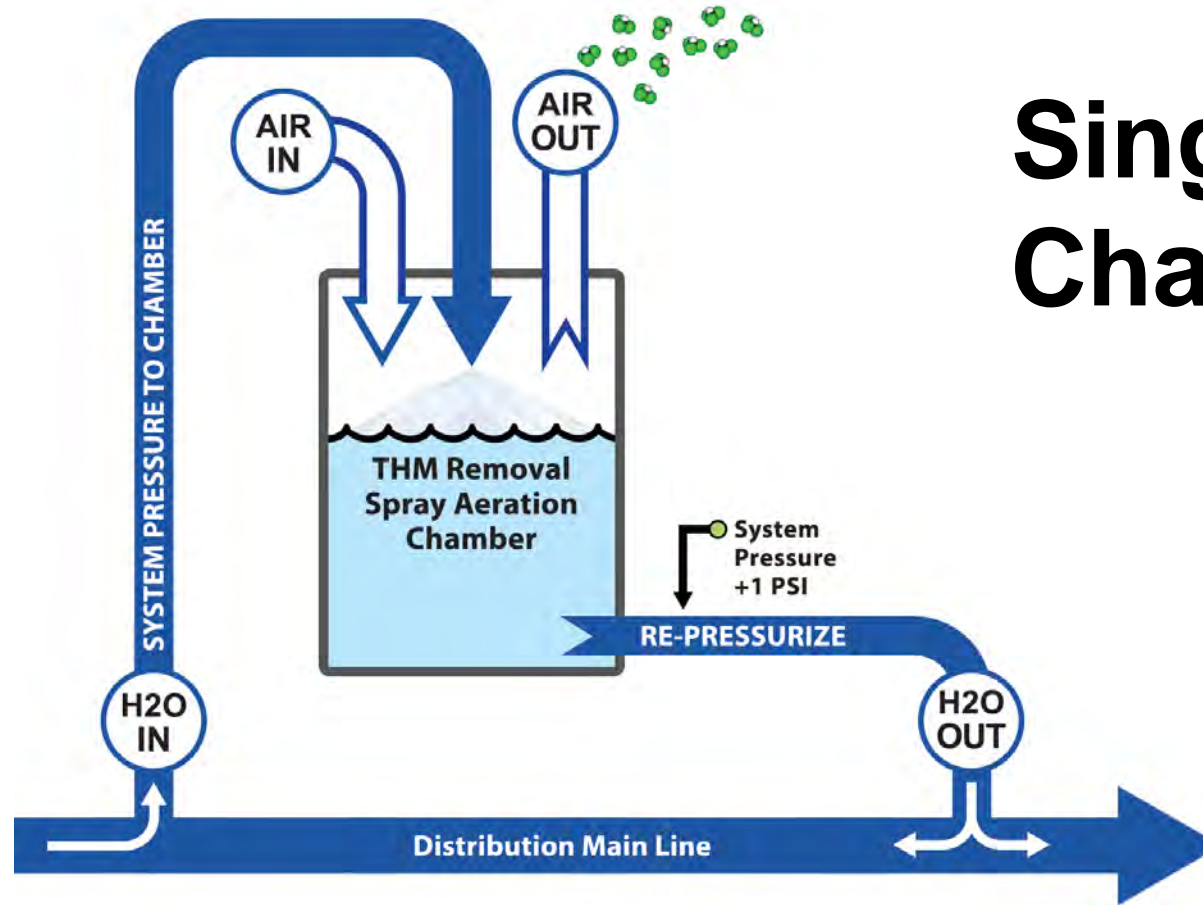 AIR
IN
AIR
OUT
Sing
Cha
SYSTEM PRESSURE TO CHAMBER
THM Removal
Spray Aeration
Chamber
System
Pressure
+1 PSI
RE-PRESSURIZE
H2O
IN
H2O
OUT
Distribution Main Line